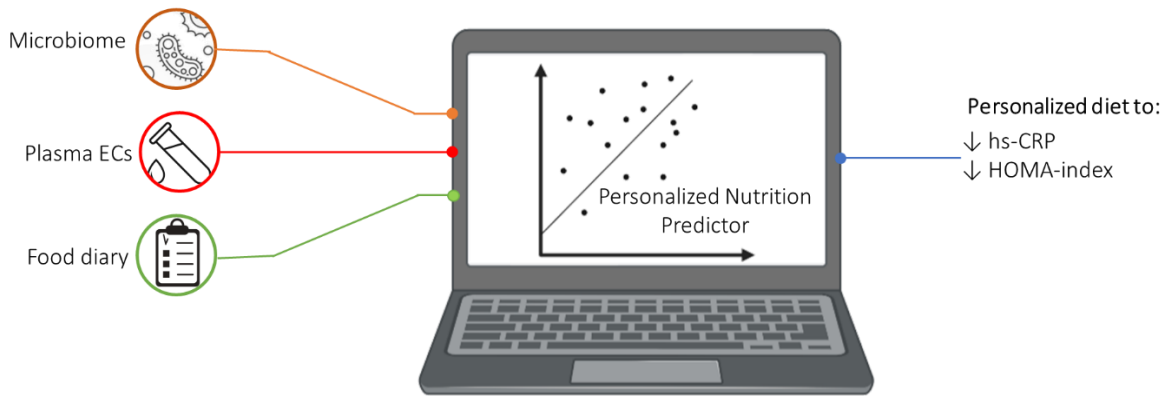 Microbiome
Plasma ECs
Food diary
Personalized Nutrition
Predictor
Personalized diet to:
↓ hs-CRP
↓ HOMA-index